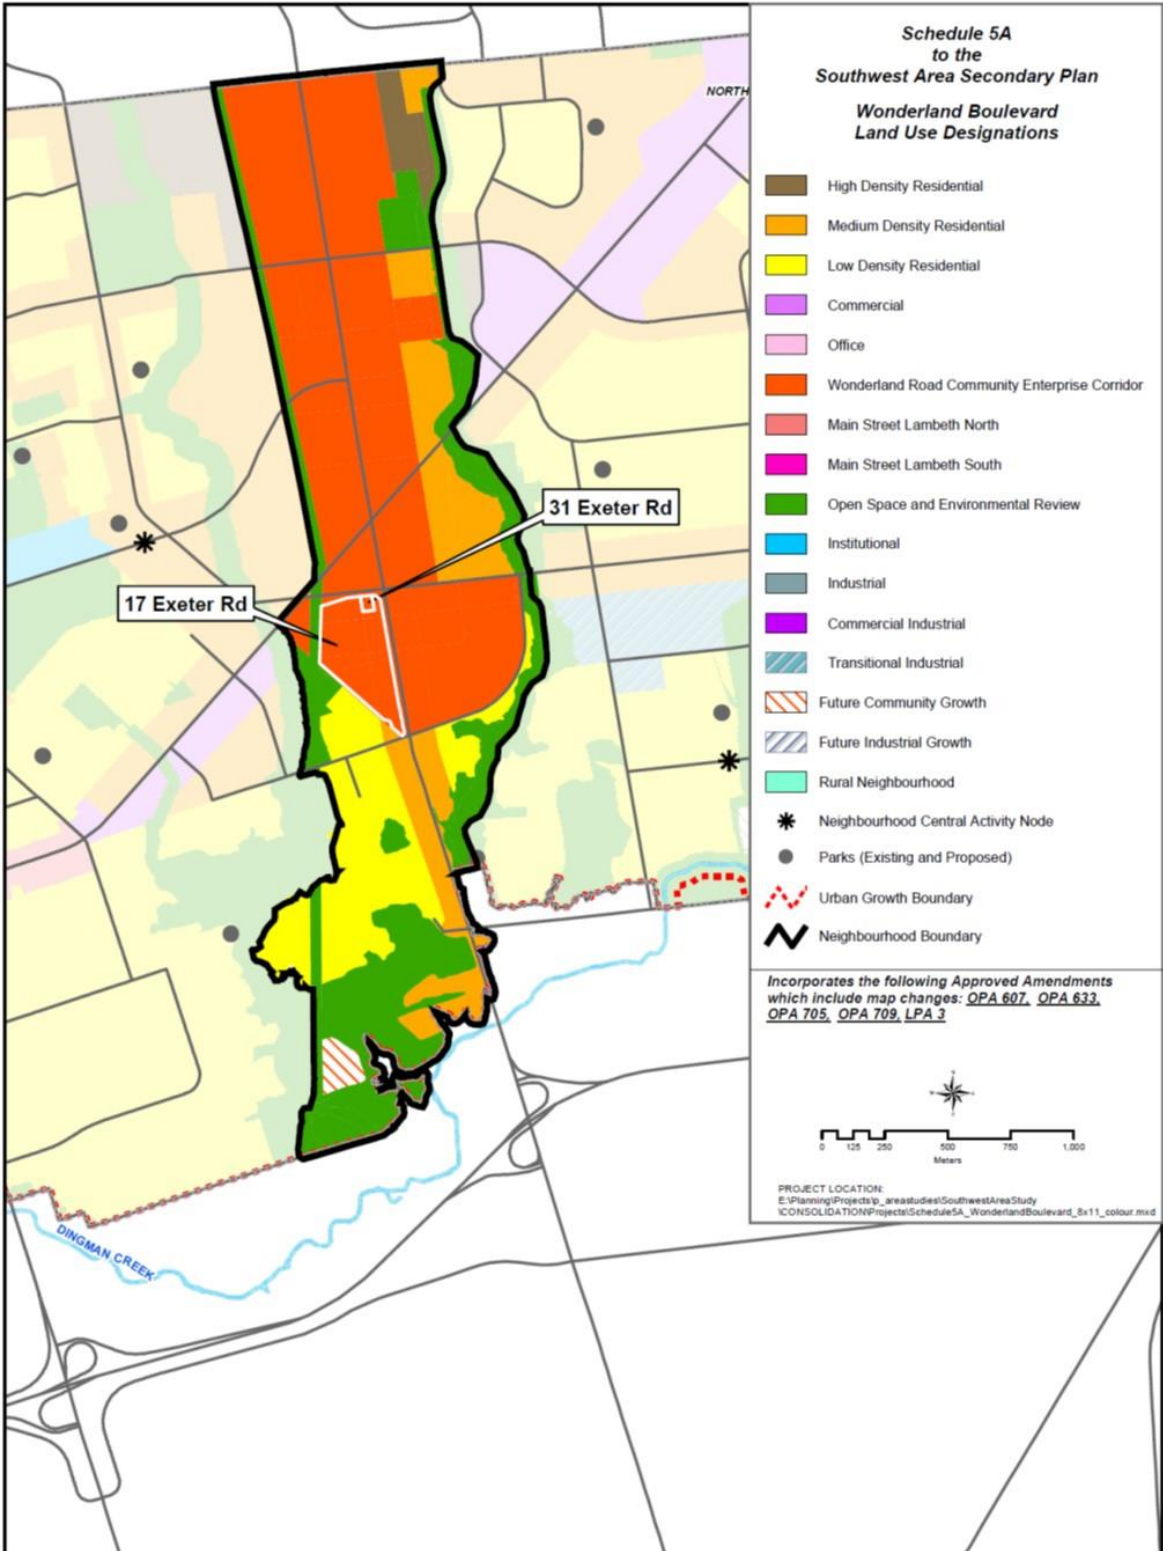 Schedule 5A
to the
Southwest Area Secondary Plan
Wonderland Boulevard
Land Use Designations
NORTH
High Density Residential
Medium Density Residential
Low Density Residential
Commercial
Office
Wonderland Road Community Enterprise Corridor
Main Street Lambeth North
Main Street Lambeth South
Open Space and Environmental Review
Institutional
Industrial
Commercial Industrial
Transitional Industrial
Future Community Growth
Future Industrial Growth
Rural Neighbourhood
Neighbourhood Central Activity Node
Parks (Existing and Proposed)
Urban Growth Boundary
Neighbourhood Boundary
31 Exeter Rd
17 Exeter Rd
Incorporates the following Approved Amendments
which include map changes: OPA 607, OPA 633,
OPA 705, OPA 709, LPA 3
0 125 250 500 750 1,000
Meters
PROJECT LOCATION:
E:\Planning\Projects\p_areastudies\SouthwestAreaStudy
\CONSOLIDATION\Projects\Schedule5A_WonderlandBoulevard_8x11_colour.mxd
DINGMAN CREEK